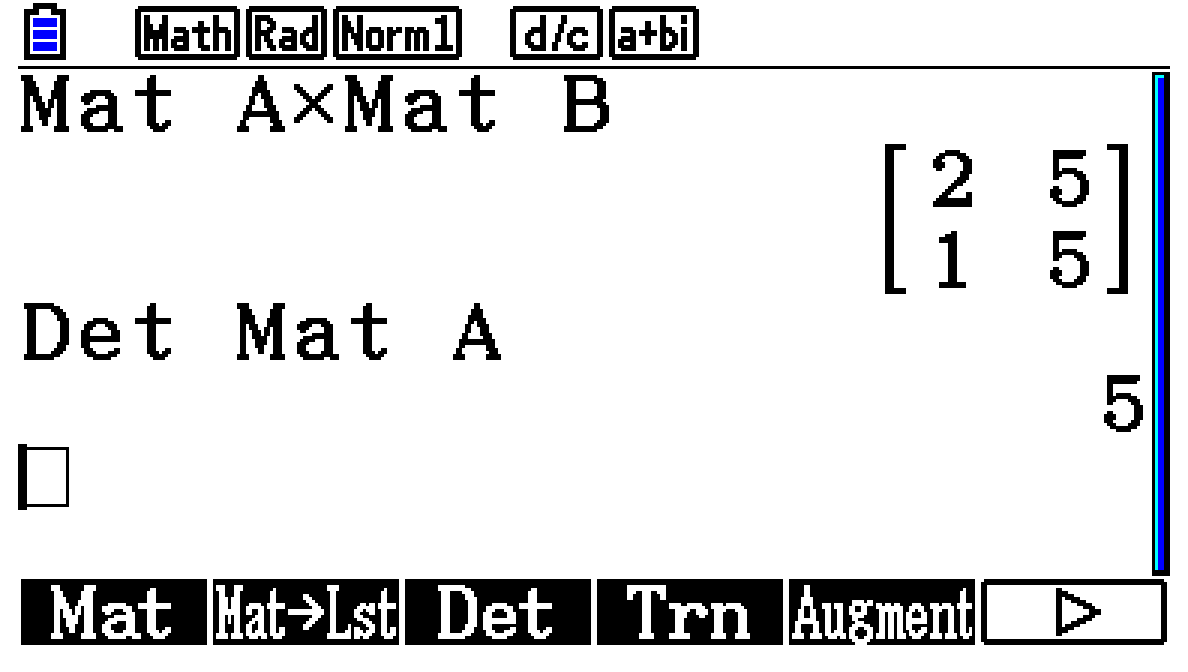 Math Rad Norm1 d/c a+bi
Mat A×Mat B
[2 5]
[1 5]
Det Mat A
5
Mat Mat→Lst Det Trn Augment ▷